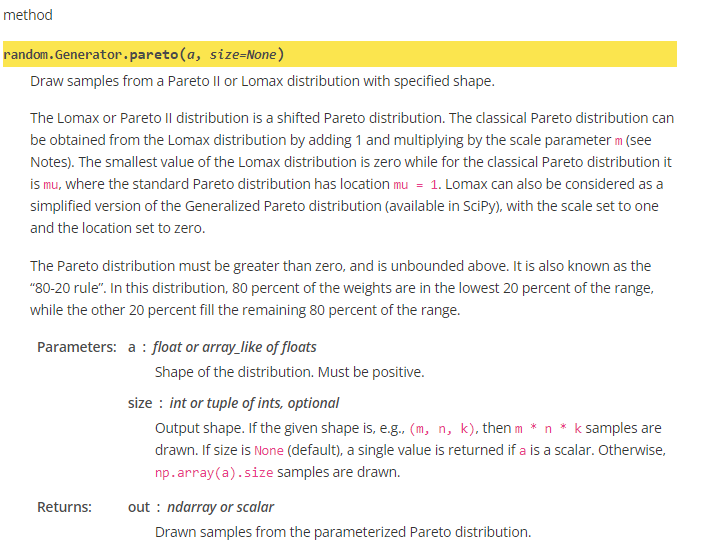 method
random.Generator.pareto(a, size=None)
Draw samples from a Pareto II or Lomax distribution with specified shape.
The Lomax or Pareto II distribution is a shifted Pareto distribution. The classical Pareto distribution can
be obtained from the Lomax distribution by adding 1 and multiplying by the scale parameter m (see
Notes). The smallest value of the Lomax distribution is zero while for the classical Pareto distribution it
is mu, where the standard Pareto distribution has location mu = 1. Lomax can also be considered as a
simplified version of the Generalized Pareto distribution (available in SciPy), with the scale set to one
and the location set to zero.
The Pareto distribution must be greater than zero, and is unbounded above. It is also known as the
“80-20 rule”. In this distribution, 80 percent of the weights are in the lowest 20 percent of the range,
while the other 20 percent fill the remaining 80 percent of the range.
Parameters: a : float or array_like of floats
Shape of the distribution. Must be positive.
size : int or tuple of ints, optional
Output shape. If the given shape is, e.g., (m, n, k), then m * n * k samples are
drawn. If size is None (default), a single value is returned if a is a scalar. Otherwise,
np.array(a).size samples are drawn.
Returns: out : ndarray or scalar
Drawn samples from the parameterized Pareto distribution.